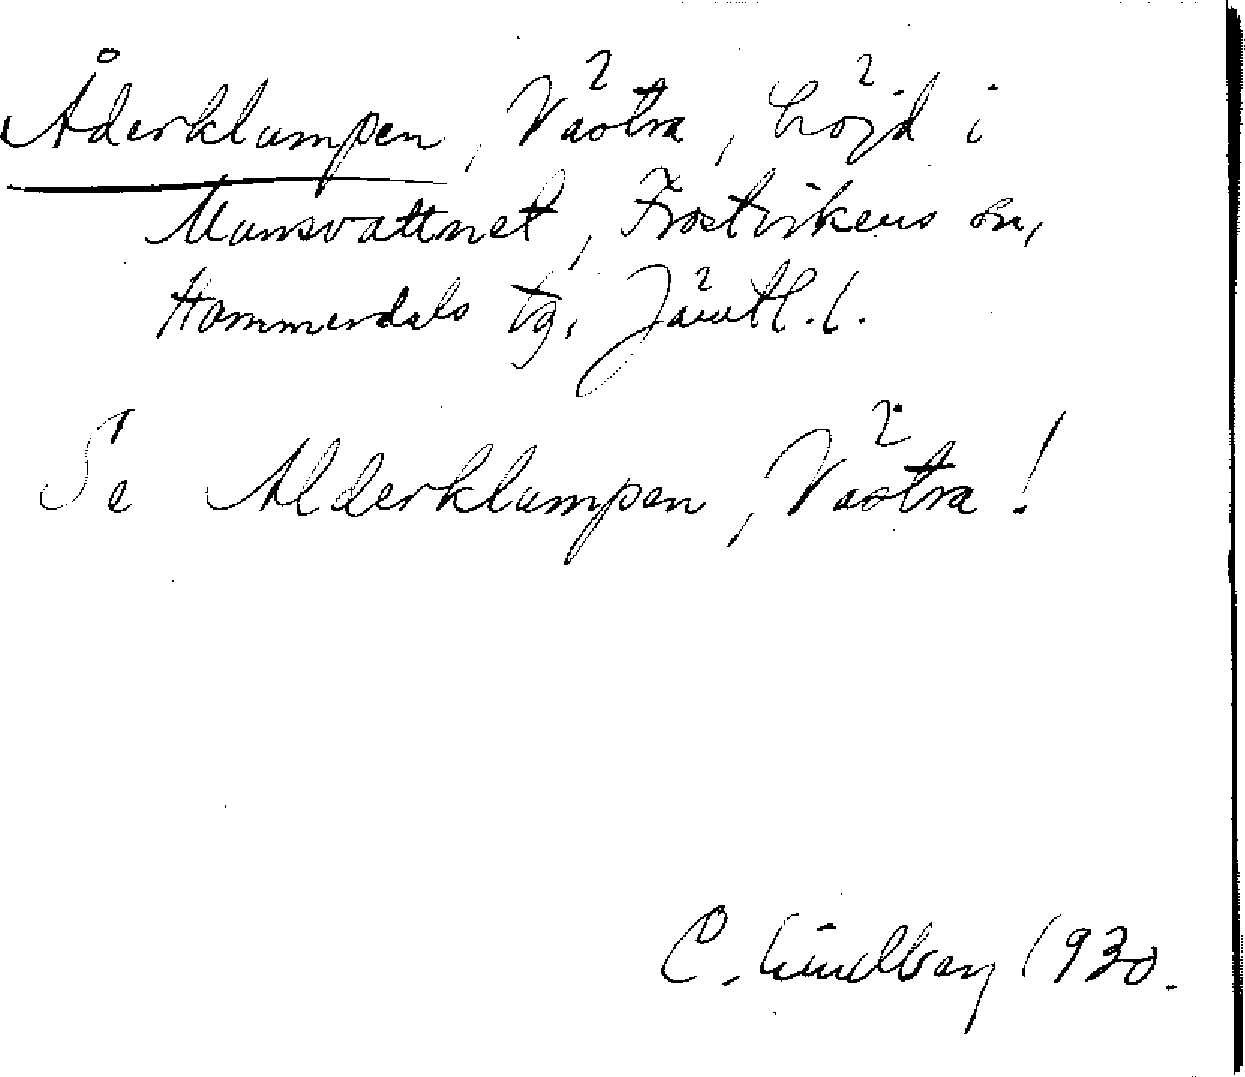 Åderklumpen, Västra, höjd i
Munsvattnet, Frostvikens sn,
Hammerdals tg, Jämtl. l.
Se Alderklumpen, Västra!
C. Lindberg 1930.